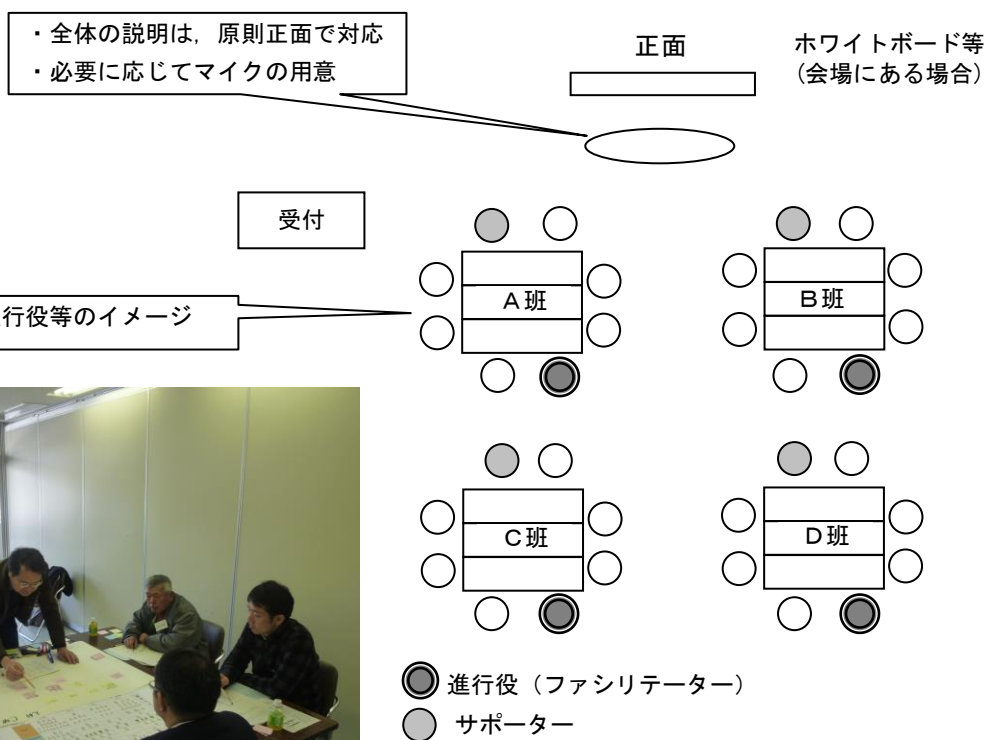 ・全体の説明は，原則正面で対応
・必要に応じてマイクの用意
正面
ホワイトボード等
（会場にある場合）
受付
行役等のイメージ
Ａ班
Ｂ班
Ｃ班
Ｄ班
進行役（ファシリテーター）
サポーター